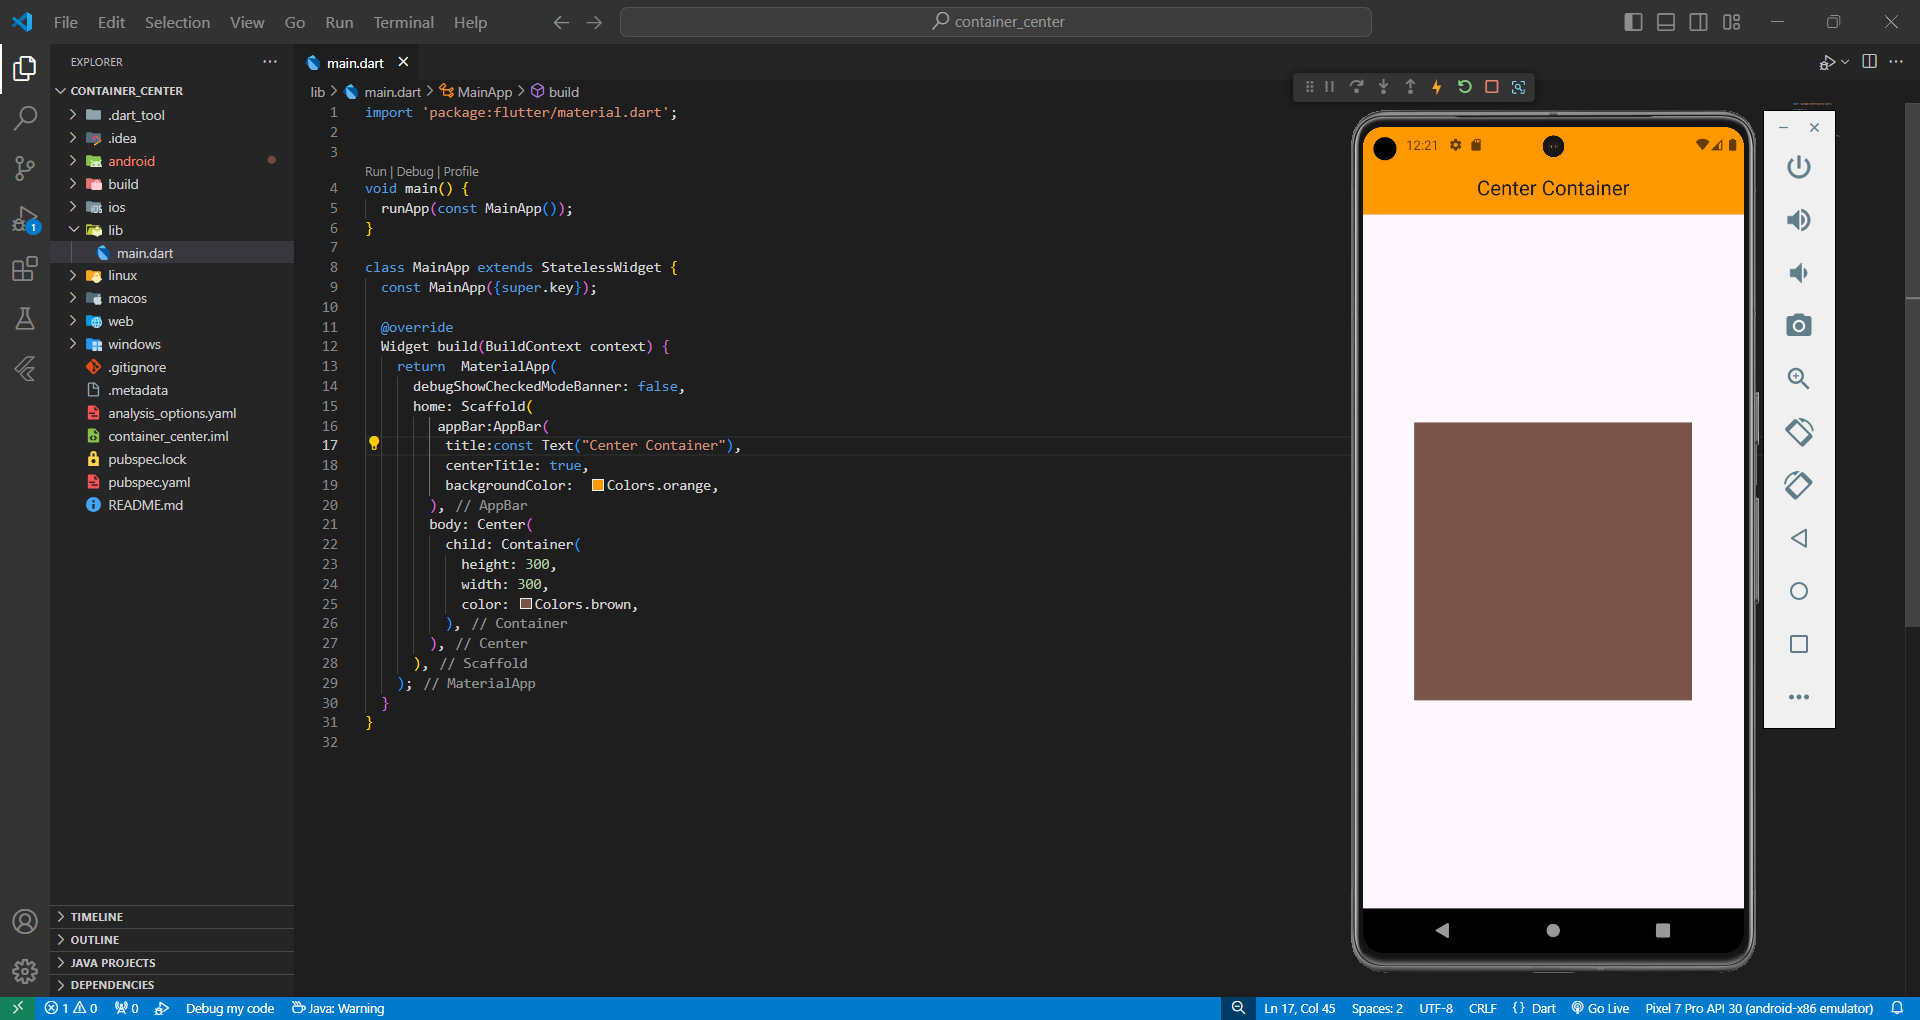 File Edit Selection View Go Run Terminal Help
container_center
EXPLORER
CONTAINER_CENTER
.dart_tool
.idea
android
build
ios
lib
main.dart
linux
macos
web
windows
.gitignore
.metadata
analysis_options.yaml
container_center.iml
pubspec.lock
pubspec.yaml
README.md
TIMELINE
OUTLINE
JAVA PROJECTS
DEPENDENCIES
1
main.dart
lib > main.dart > MainApp > build
1 import 'package:flutter/material.dart';
2
3
Run | Debug | Profile
4 void main() {
5 runApp(const MainApp());
6 }
7
8 class MainApp extends StatelessWidget {
9 const MainApp({super.key});
10
11 @override
12 Widget build(BuildContext context) {
13 return  MaterialApp(
14 debugShowCheckedModeBanner: false,
15 home: Scaffold(
16 appBar:AppBar(
17 title:const Text("Center Container"),
18 centerTitle: true,
19 backgroundColor: Colors.orange,
20 ), // AppBar
21 body: Center(
22 child: Container(
23 height: 300,
24 width: 300,
25 color: Colors.brown,
26 ), // Container
27 ), // Center
28 ), // Scaffold
29 ); // MaterialApp
30 }
31 }
32
12:21
Center Container
1 0 0 Debug my code Java: Warning Ln 17, Col 45 Spaces: 2 UTF-8 CRLF {} Dart Go Live Pixel 7 Pro API 30 (android-x86 emulator)